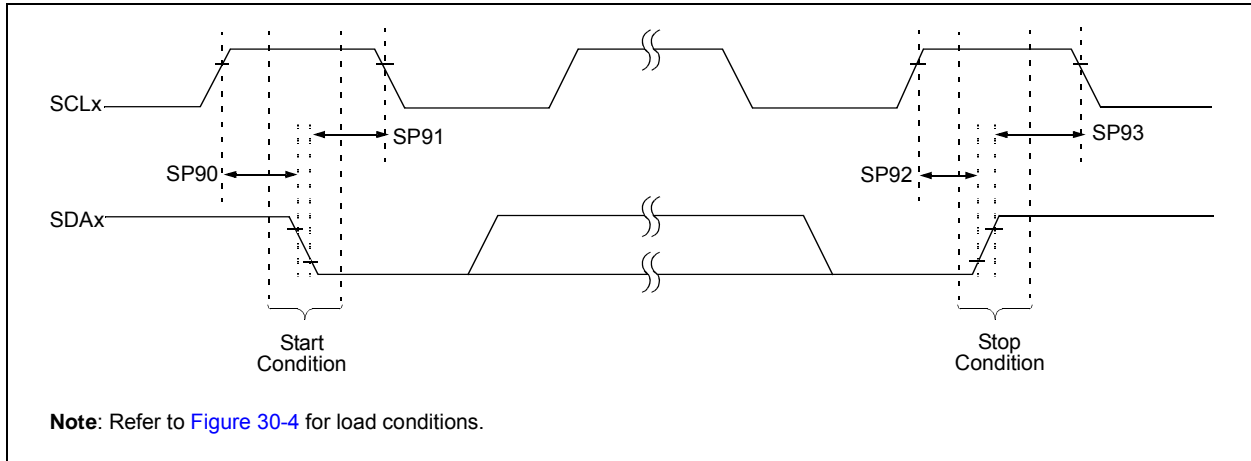 SCLx
SP91
SP93
SP90
SP92
SDAx
Start
Condition
Stop
Condition
Note: Refer to Figure 30-4 for load conditions.